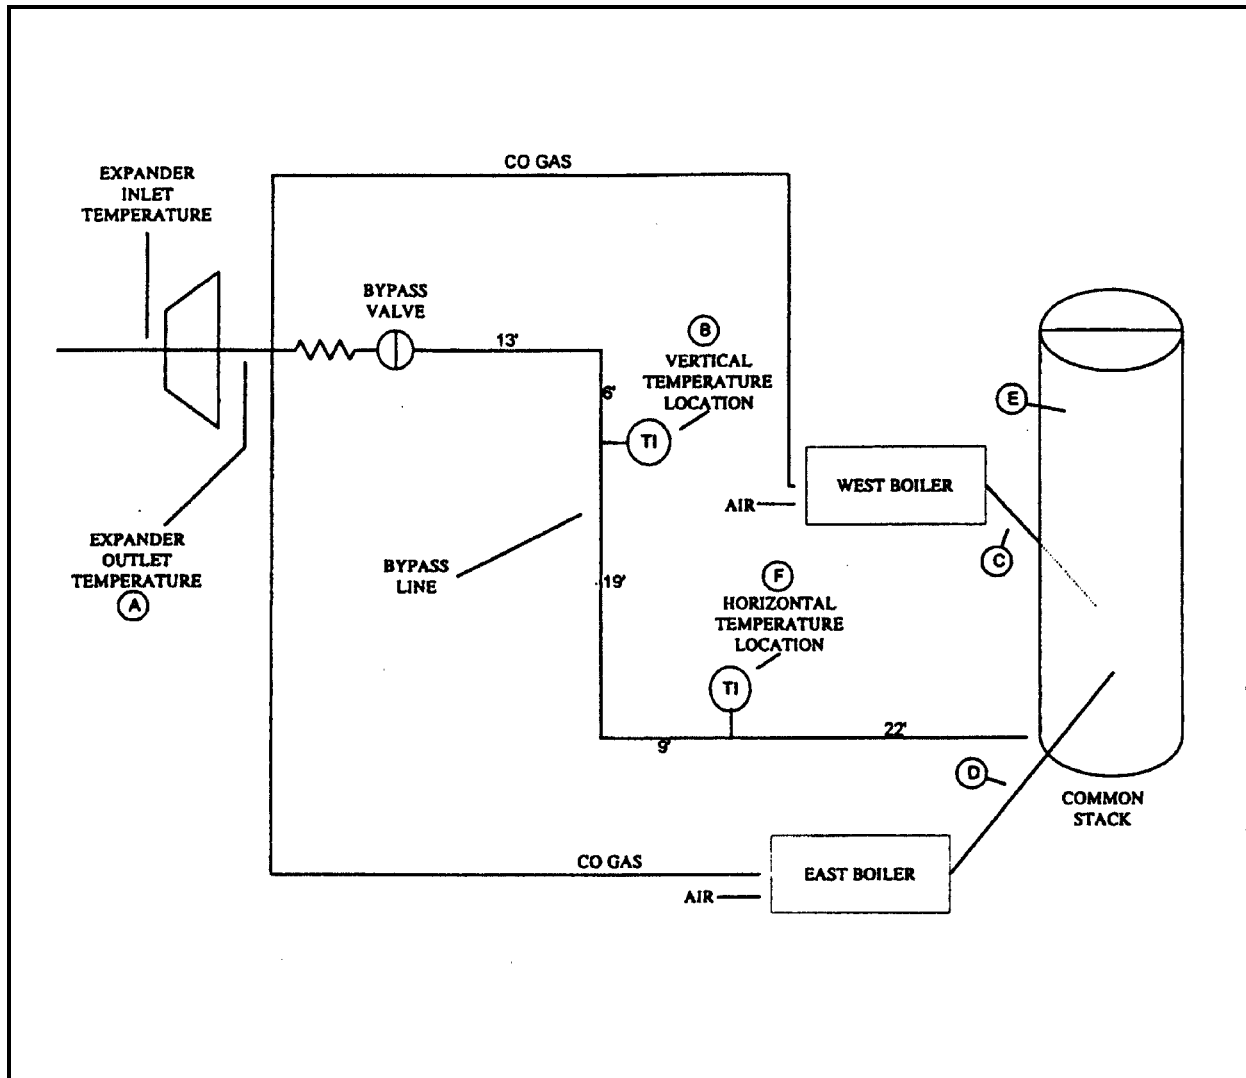 CO GAS
EXPANDER
INLET
TEMPERATURE
BYPASS
VALVE
13'
B
VERTICAL
TEMPERATURE
LOCATION
6'
TI
E
WEST BOILER
AIR
EXPANDER
OUTLET
TEMPERATURE
A
BYPASS
LINE
C
19'
F
HORIZONTAL
TEMPERATURE
LOCATION
TI
9'
22'
D
COMMON
STACK
CO GAS
EAST BOILER
AIR